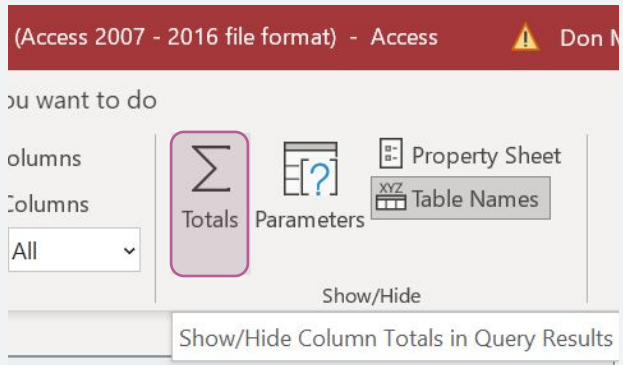 (Access 2007 - 2016 file format) - Access Don M
ou want to do
olumns
Columns
All
Totals
Parameters
[?]
Property Sheet
XYZ
Table Names
Show/Hide
Show/Hide Column Totals in Query Results